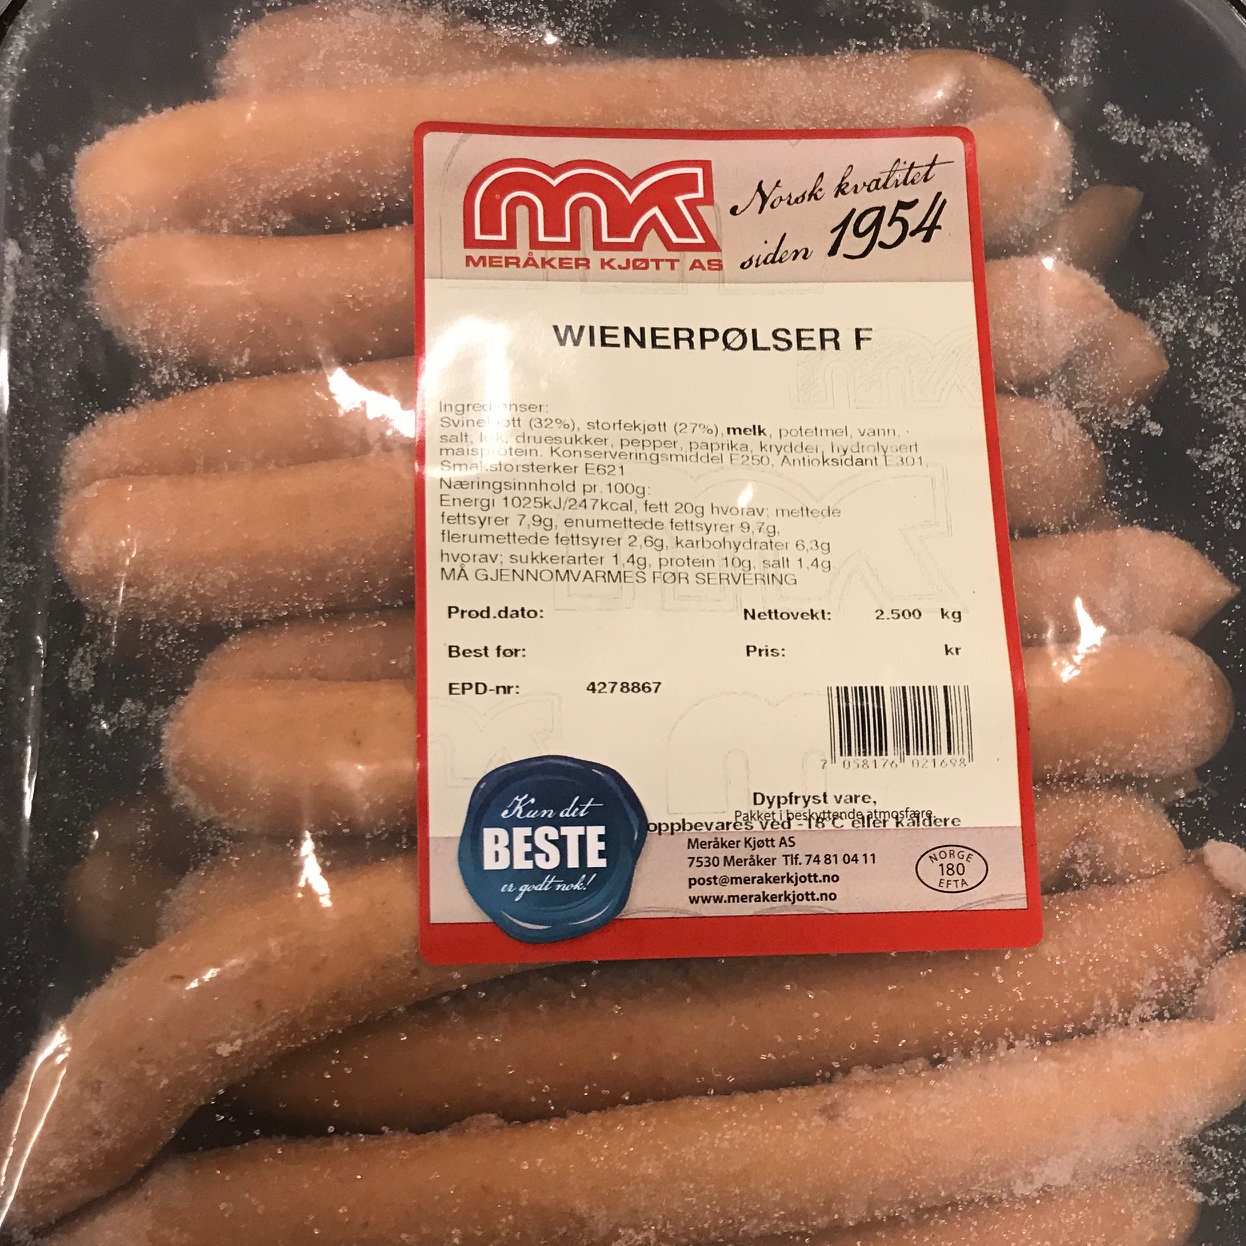 MERÅKER KJØTT AS
Norsk kvalitet
siden 1954
WIENERPØLSER F
Ingredienser:
Svinekjøtt (32%), storfekjøtt (27%), melk, potetmel, vann,
salt, løk, druesukker, pepper, paprika, krydder, hydrolysert
maisprotein. Konserveringsmiddel E250, Antioksidant E301,
Smaksforsterker E621
Næringsinnhold pr.100g:
Energi 1025kJ/247kcal, fett 20g hvorav; mettede
fettsyrer 7,9g, enumettede fettsyrer 9,7g,
flerumettede fettsyrer 2,6g, karbohydrater 6,3g
hvorav; sukkerarter 1,4g, protein 10g, salt 1,4g
MÅ GJENNOMVARMES FØR SERVERING
Prod.dato:
Nettovekt: 2.500 kg
Best før:
Pris: kr
EPD-nr: 4278867
7 058176 021698
Dypfryst vare,
Pakket i beskyttende atmosfære.
oppbevares ved -18 C eller kaldere
Kun det
BESTE
er godt nok!
Meråker Kjøtt AS
7530 Meråker Tlf. 74 81 04 11
post@merakerkjott.no
www.merakerkjott.no
NORGE
180
EFTA